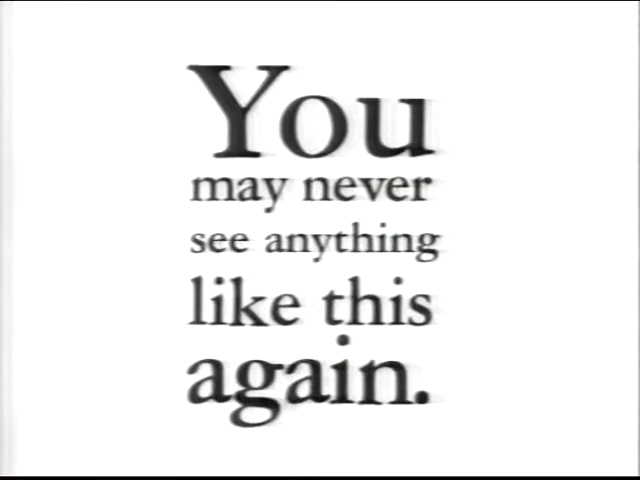 You
may never
see anything
like this
again.